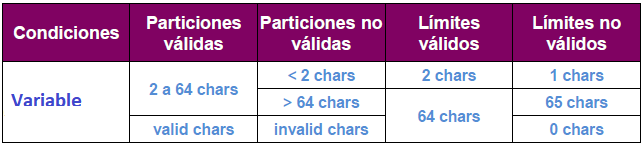 Condiciones Particiones válidas Particiones no válidas Límites válidos Límites no válidos
Variable 2 a 64 chars < 2 chars 2 chars 1 chars
> 64 chars 64 chars 65 chars
valid chars invalid chars 0 chars